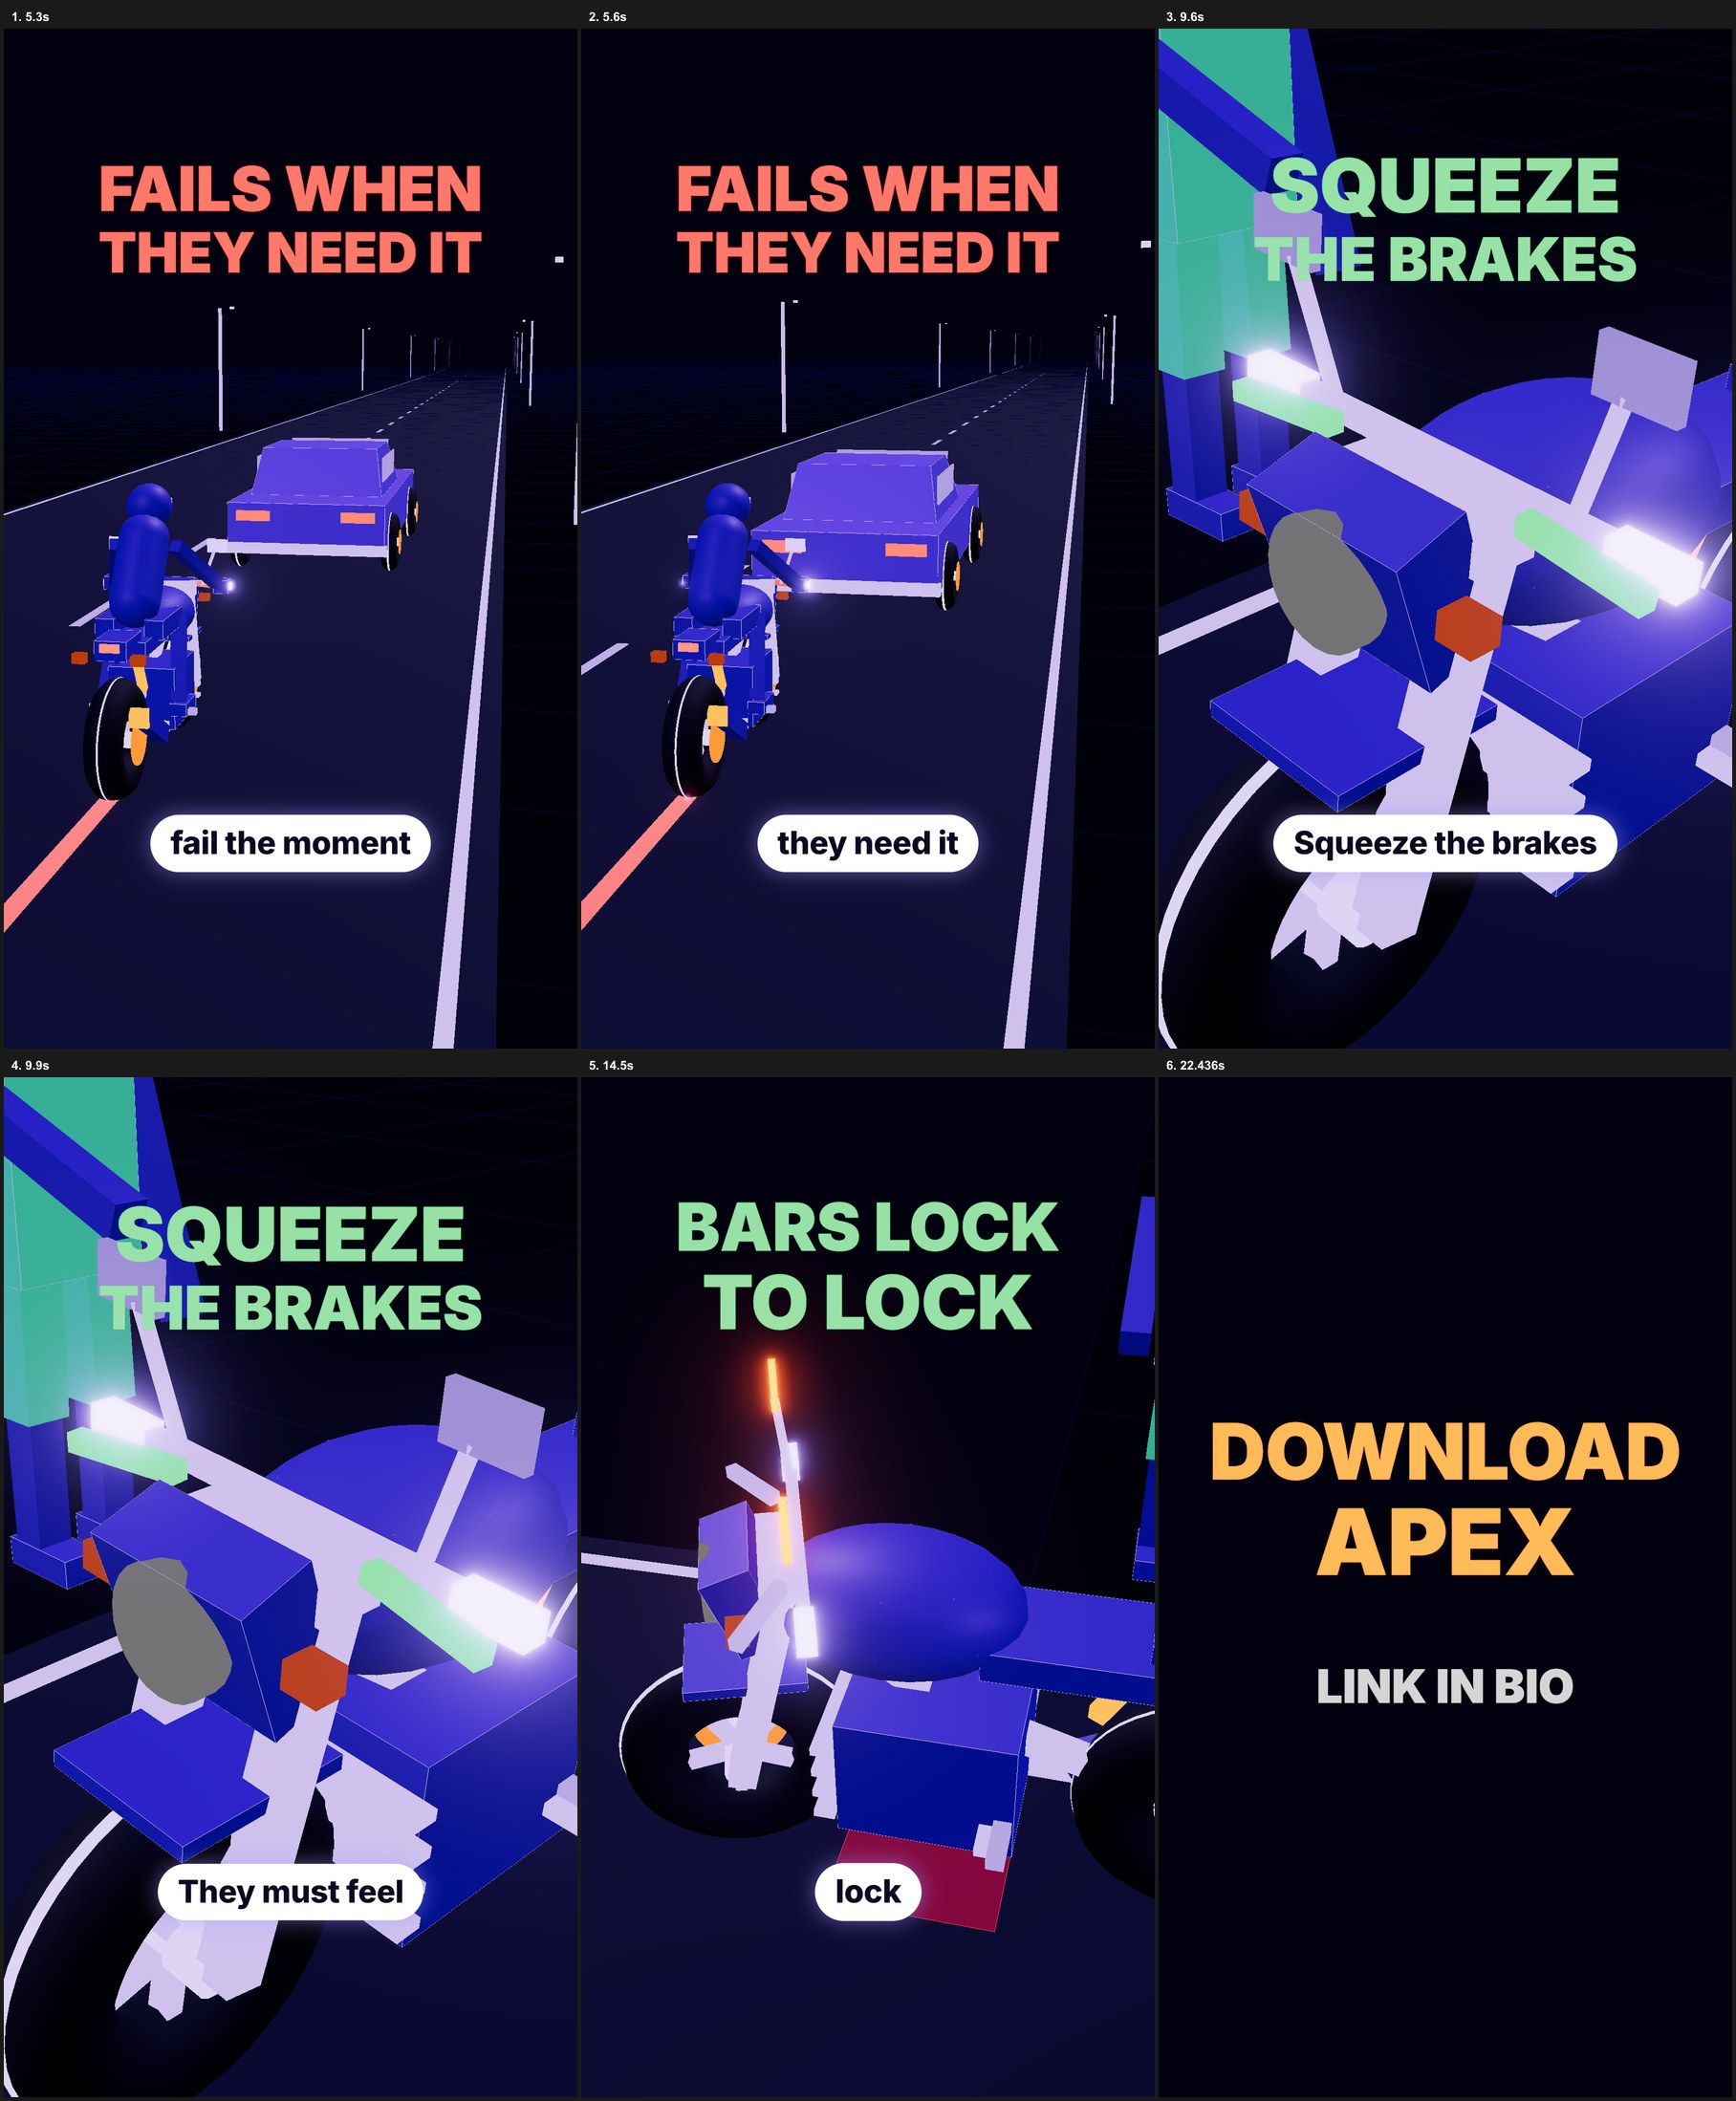 1. 5.3s
FAILS WHEN
THEY NEED IT
fail the moment
2. 5.6s
FAILS WHEN
THEY NEED IT
they need it
3. 9.6s
SQUEEZE
THE BRAKES
Squeeze the brakes
4. 9.9s
SQUEEZE
THE BRAKES
They must feel
5. 14.5s
BARS LOCK
TO LOCK
lock
6. 22.436s
DOWNLOAD
APEX
LINK IN BIO